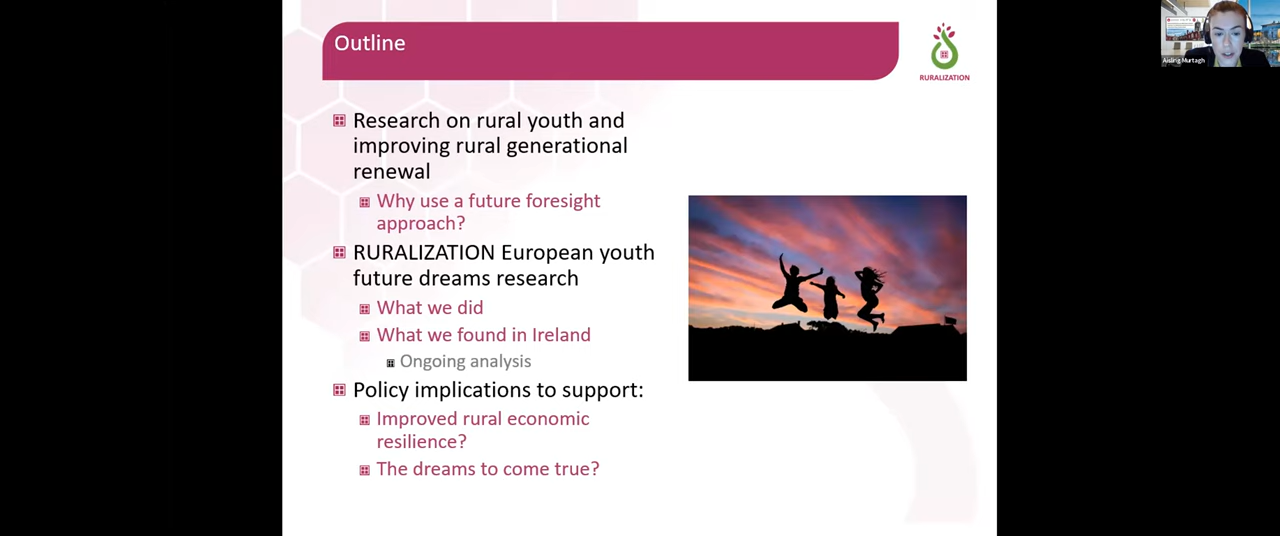 Outline
RURALIZATION
Aisling Murtagh
Research on rural youth and
improving rural generational
renewal
Why use a future foresight
approach?
RURALIZATION European youth
future dreams research
What we did
What we found in Ireland
Ongoing analysis
Policy implications to support:
Improved rural economic
resilience?
The dreams to come true?